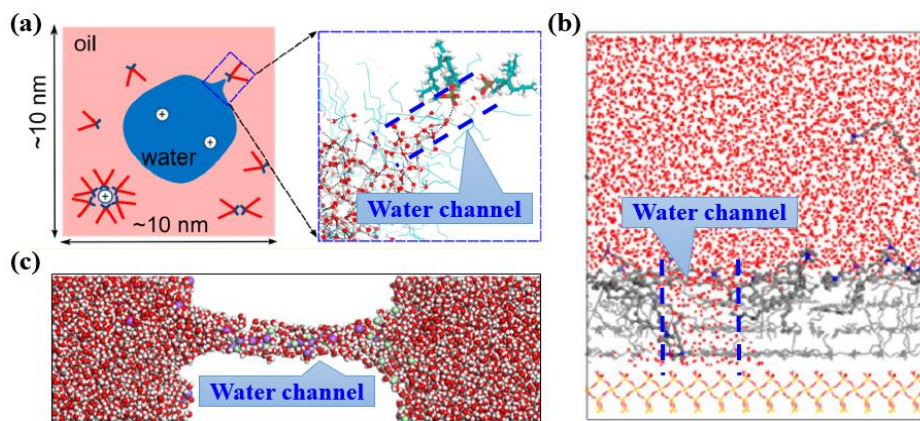 (a)
oil
~10 nm
water
~10 nm
Water channel
(b)
Water channel
(c)
Water channel